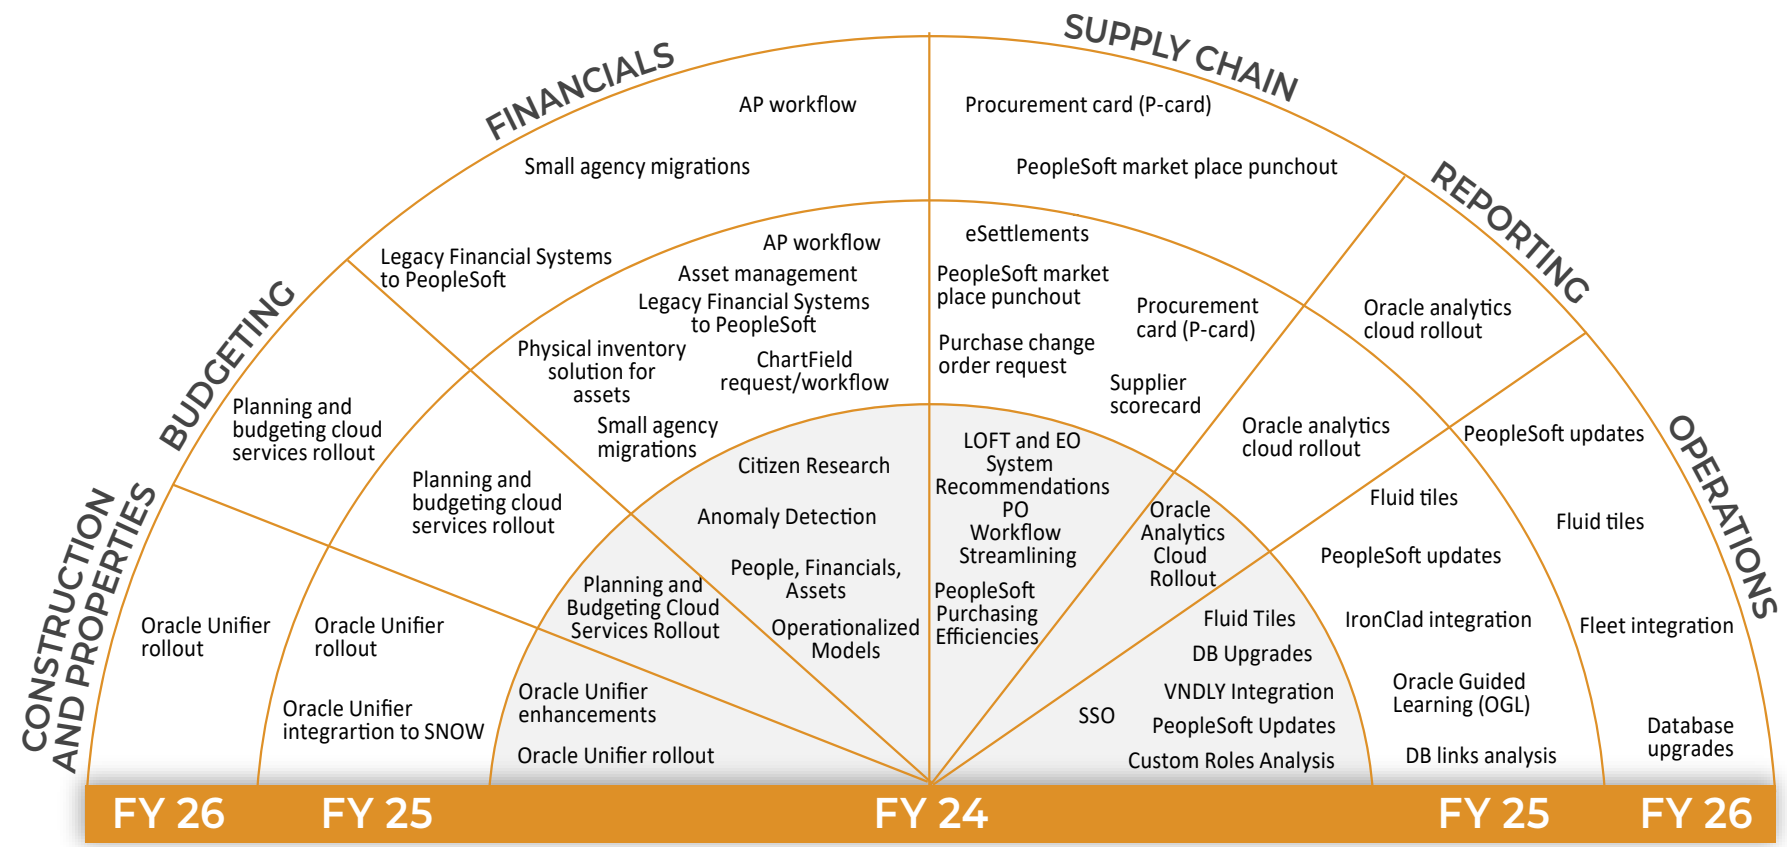 SUPPLY CHAIN
FINANCIALS
REPORTING
BUDGETING
OPERATIONS
CONSTRUCTION
AND PROPERTIES
AP workflow
Small agency migrations
Legacy Financial Systems
to PeopleSoft
Procurement card (P-card)
PeopleSoft market place punchout
Oracle analytics
cloud rollout
PeopleSoft updates
Fluid tiles
Fleet integration
Database
upgrades
Planning and
budgeting cloud
services rollout
Oracle Unifier
rollout
AP workflow
Asset management
Legacy Financial Systems
to PeopleSoft
Physical inventory
solution for
assets
ChartField
request/workflow
Small agency
migrations
eSettlements
PeopleSoft market
place punchout
Procurement
card (P-card)
Purchase change
order request
Supplier
scorecard
Oracle analytics
cloud rollout
Fluid tiles
PeopleSoft updates
IronClad integration
Oracle Guided
Learning (OGL)
DB links analysis
Planning and
budgeting cloud
services rollout
Oracle Unifier
rollout
Oracle Unifier
integrartion to SNOW
Citizen Research
Anomaly Detection
People, Financials,
Assets
Operationalized
Models
LOFT and EO
System
Recommendations
PO
Workflow
Streamlining
PeopleSoft
Purchasing
Efficiencies
Oracle
Analytics
Cloud
Rollout
Planning and
Budgeting Cloud
Services Rollout
Oracle Unifier
enhancements
Oracle Unifier rollout
Fluid Tiles
DB Upgrades
VNDLY Integration
SSO
PeopleSoft Updates
Custom Roles Analysis
FY 26
FY 25
FY 24
FY 25
FY 26